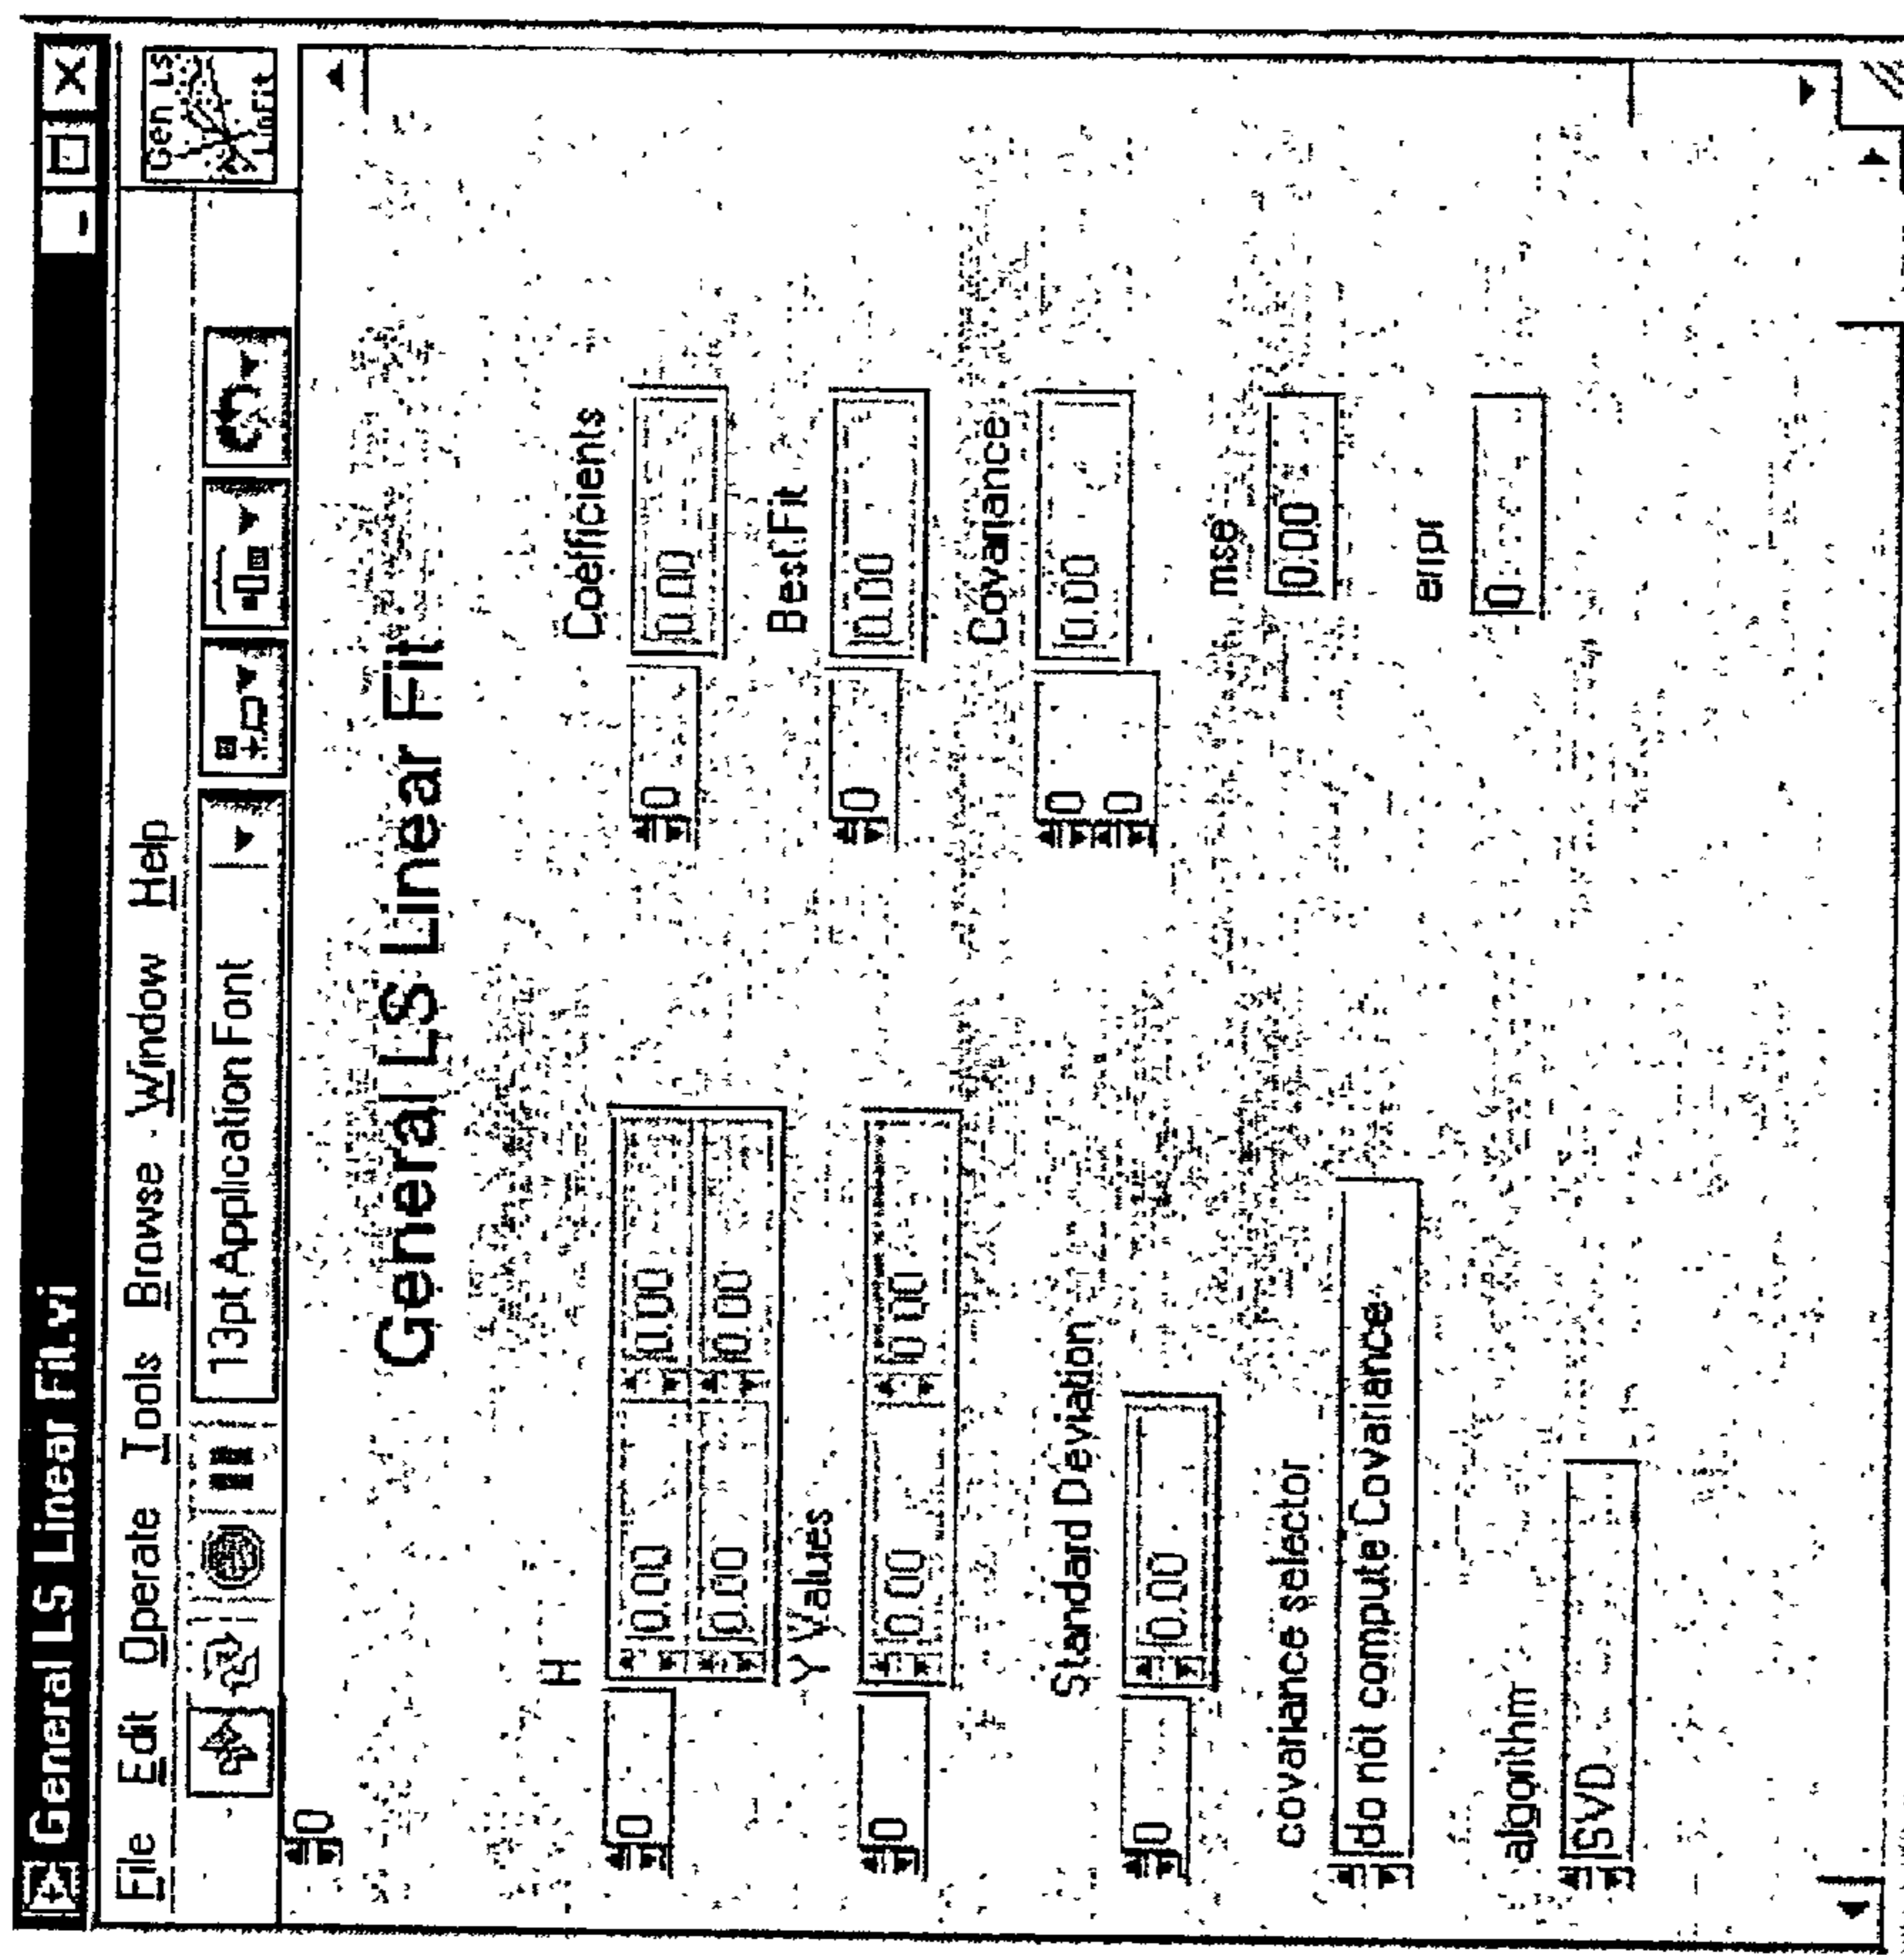 General LS Linear Fit.vi
File Edit Operate Tools Browse Window Help
13pt Application Font
Gen LS
LinFit
General LS Linear Fit
0
H
0
0.00 0.00
0.00 0.00
Y Values
0
0.00 0.00
Standard Deviation
0
0.00
covariance selector
do not compute Covariance
algorithm
SVD
Coefficients
0
0.00
Best Fit
0
0.00
Covariance
0
0
0.00
mse
0.00
error
0